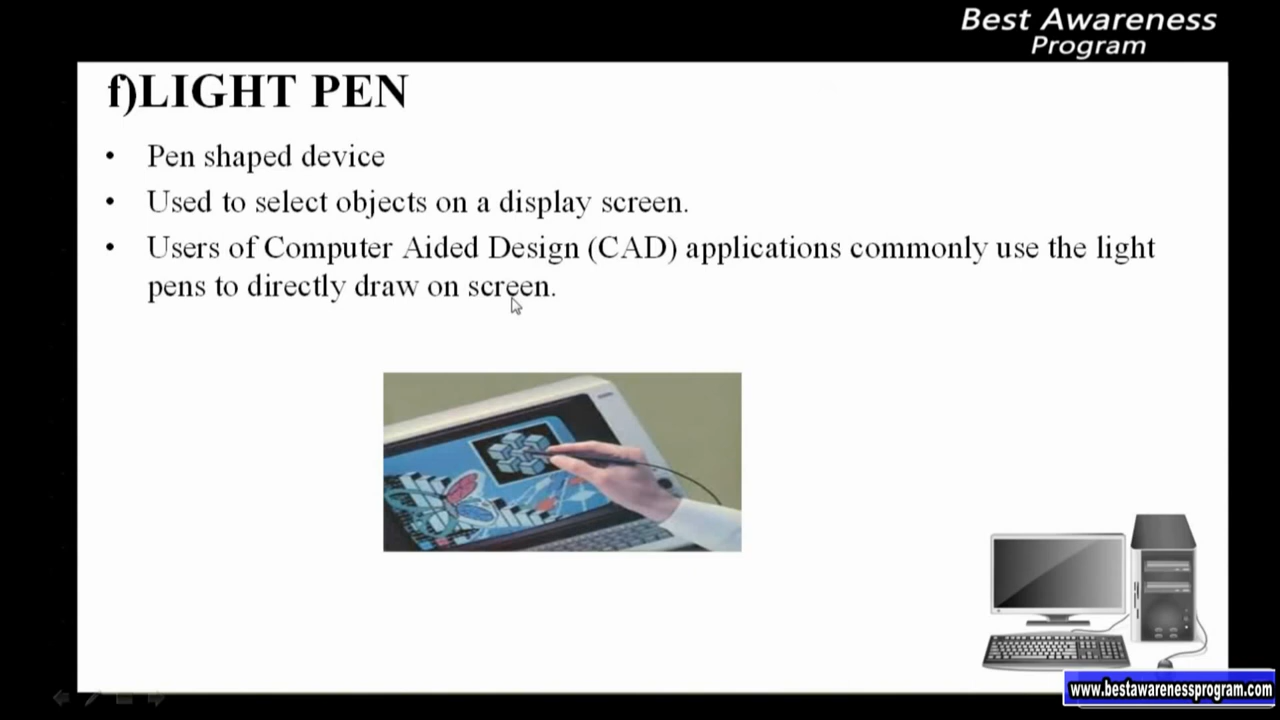 Best Awareness
Program
f)LIGHT PEN
• Pen shaped device
• Used to select objects on a display screen.
• Users of Computer Aided Design (CAD) applications commonly use the light
pens to directly draw on screen.
www.bestawarenessprogram.com